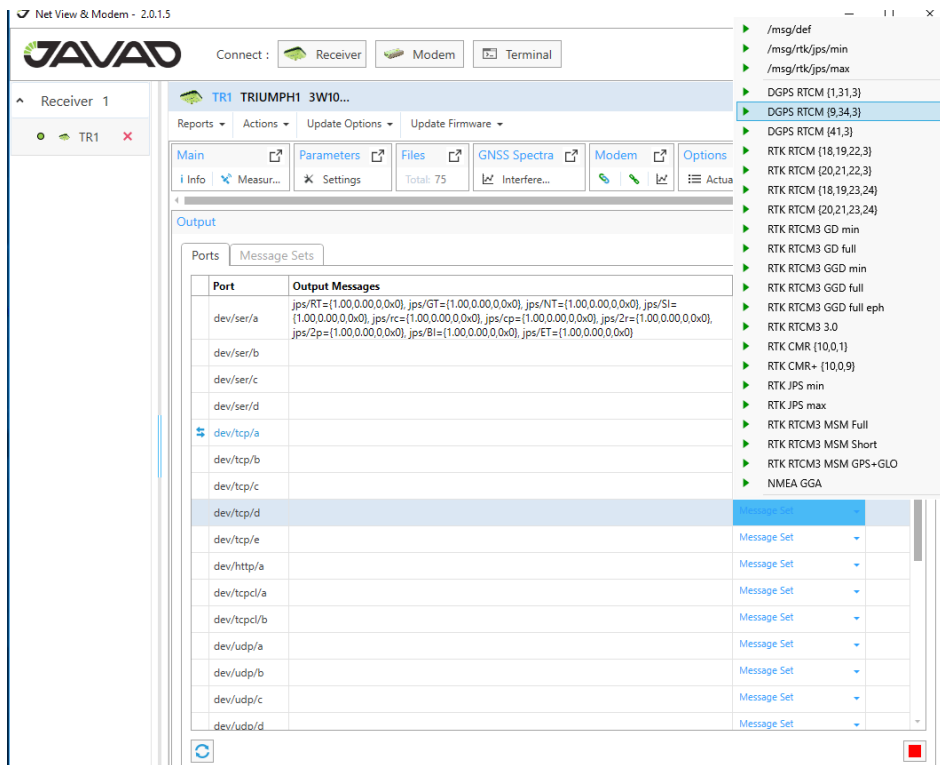 Net View & Modem - 2.0.1.5
JAVAD
Connect :
Receiver
Modem
Terminal
Receiver 1
TR1
TR1 TRIUMPH1 3W10...
Reports
Actions
Update Options
Update Firmware
Main
Parameters
Files
GNSS Spectra
Modem
Options
i Info
Measur...
Settings
Total: 75
Interfere...
Actua
Output
Ports
Message Sets
Port
Output Messages
dev/ser/a
jps/RT={1.00,0.00,0,0x0}, jps/GT={1.00,0.00,0,0x0}, jps/NT={1.00,0.00,0,0x0}, jps/SI=
{1.00,0.00,0,0x0}, jps/rc={1.00,0.00,0,0x0}, jps/cp={1.00,0.00,0,0x0}, jps/2r={1.00,0.00,0,0x0},
jps/2p={1.00,0.00,0,0x0}, jps/BI={1.00,0.00,0,0x0}, jps/ET={1.00,0.00,0,0x0}
dev/ser/b
dev/ser/c
dev/ser/d
dev/tcp/a
dev/tcp/b
dev/tcp/c
dev/tcp/d
Message Set
dev/tcp/e
Message Set
dev/http/a
Message Set
dev/tcpcl/a
Message Set
dev/tcpcl/b
Message Set
dev/udp/a
Message Set
dev/udp/b
Message Set
dev/udp/c
Message Set
dev/udp/d
Message Set
/msg/def
/msg/rtk/jps/min
/msg/rtk/jps/max
DGPS RTCM {1,31,3}
DGPS RTCM {9,34,3}
DGPS RTCM {41,3}
RTK RTCM {18,19,22,3}
RTK RTCM {20,21,22,3}
RTK RTCM {18,19,23,24}
RTK RTCM {20,21,23,24}
RTK RTCM3 GD min
RTK RTCM3 GD full
RTK RTCM3 GGD min
RTK RTCM3 GGD full
RTK RTCM3 GGD full eph
RTK RTCM3 3.0
RTK CMR {10,0,1}
RTK CMR+ {10,0,9}
RTK JPS min
RTK JPS max
RTK RTCM3 MSM Full
RTK RTCM3 MSM Short
RTK RTCM3 MSM GPS+GLO
NMEA GGA